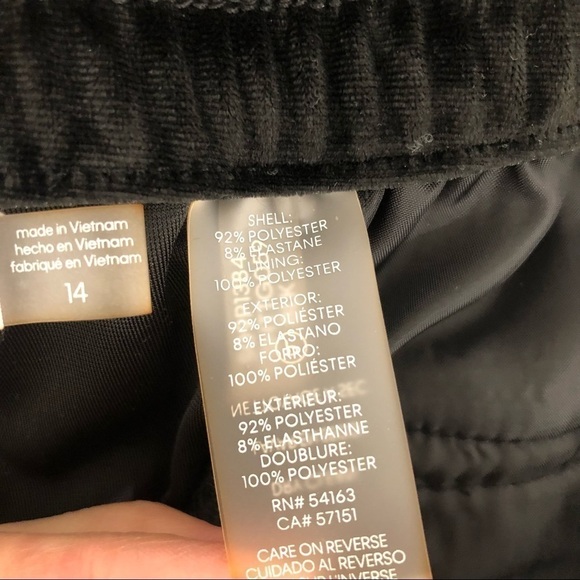 made in Vietnam
hecho en Vietnam
fabriqué en Vietnam
14
SHELL:
92% POLYESTER
8% ELASTANE
LINING:
100% POLYESTER
EXTERIOR:
92% POLIÉSTER
8% ELASTANO
FORRO:
100% POLIÉSTER
EXTÉRIEUR:
92% POLYESTER
8% ELASTHANNE
DOUBLURE:
100% POLYESTER
RN# 54163
CA# 57151
CARE ON REVERSE
CUIDADO AL REVERSO